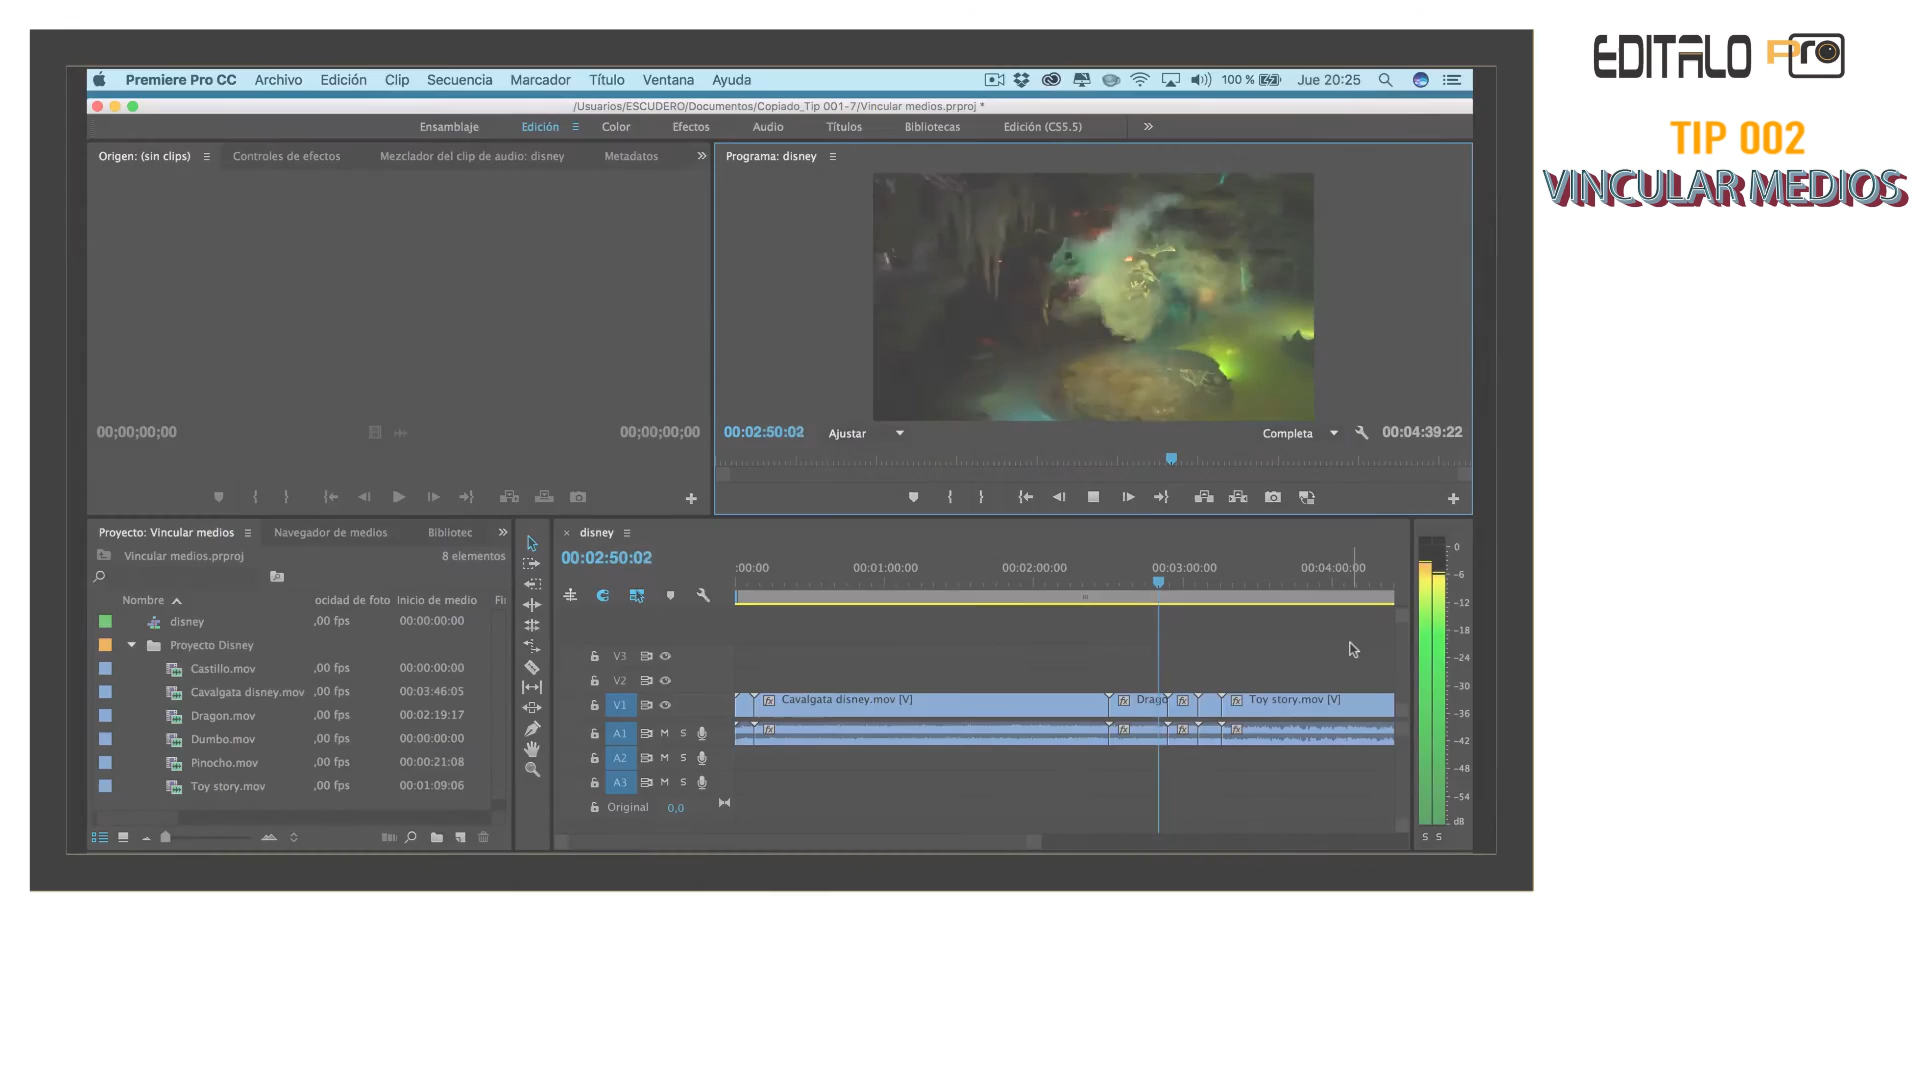 EDITALO Pro
TIP 002
VINCULAR MEDIOS
Premiere Pro CC Archivo Edición Clip Secuencia Marcador Título Ventana Ayuda 100 % Jue 20:25
/Usuarios/ESCUDERO/Documentos/Copiado_Tip 001-7/Vincular medios.prproj *
Ensamblaje Edición Color Efectos Audio Títulos Bibliotecas Edición (CS5.5)
Origen: (sin clips) Controles de efectos Mezclador del clip de audio: disney Metadatos
Programa: disney
00;00;00;00 00;00;00;00
00:02:50:02 Ajustar Completa 00:04:39:22
Proyecto: Vincular medios Navegador de medios Bibliotec
Vincular medios.prproj 8 elementos
Nombre ocidad de foto Inicio de medio Fi
disney ,00 fps 00:00:00:00
Proyecto Disney
Castillo.mov ,00 fps 00:00:00:00
Cavalgata disney.mov ,00 fps 00:03:46:05
Dragon.mov ,00 fps 00:02:19:17
Dumbo.mov ,00 fps 00:00:00:00
Pinocho.mov ,00 fps 00:00:21:08
Toy story.mov ,00 fps 00:01:09:06
disney
00:02:50:02
:00:00 00:01:00:00 00:02:00:00 00:03:00:00 00:04:00:00
V3
V2
V1 fx Cavalgata disney.mov [V] fx Drago fx fx Toy story.mov [V]
A1 M S fx fx fx fx
A2 M S
A3 M S
Original 0,0
0
-6
-12
-18
-24
-30
-36
-42
-48
-54
dB
S S